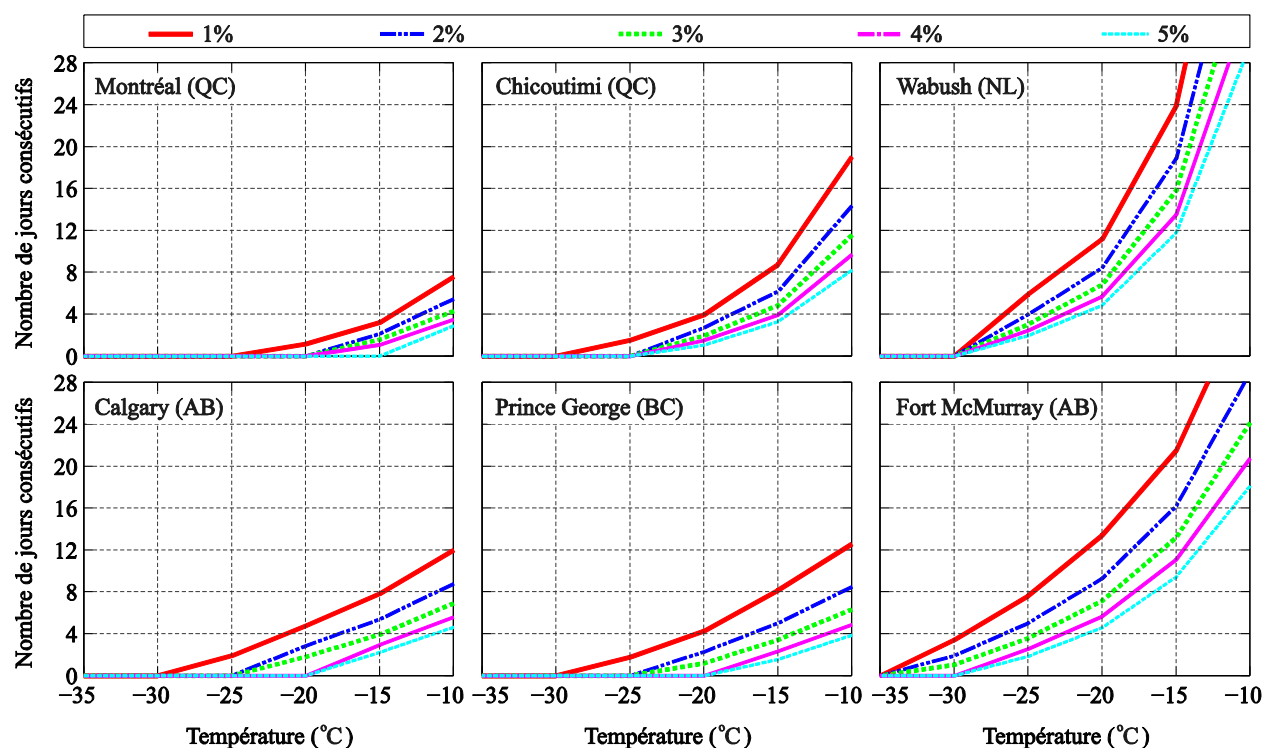 1% 2% 3% 4% 5%
Nombre de jours consécutifs
28
24
20
16
12
8
4
0
Montréal (QC)
Chicoutimi (QC)
Wabush (NL)
Nombre de jours consécutifs
28
24
20
16
12
8
4
0
Calgary (AB)
Prince George (BC)
Fort McMurray (AB)
−35 −30 −25 −20 −15 −10
−35 −30 −25 −20 −15 −10
−35 −30 −25 −20 −15 −10
Température (°C)
Température (°C)
Température (°C)